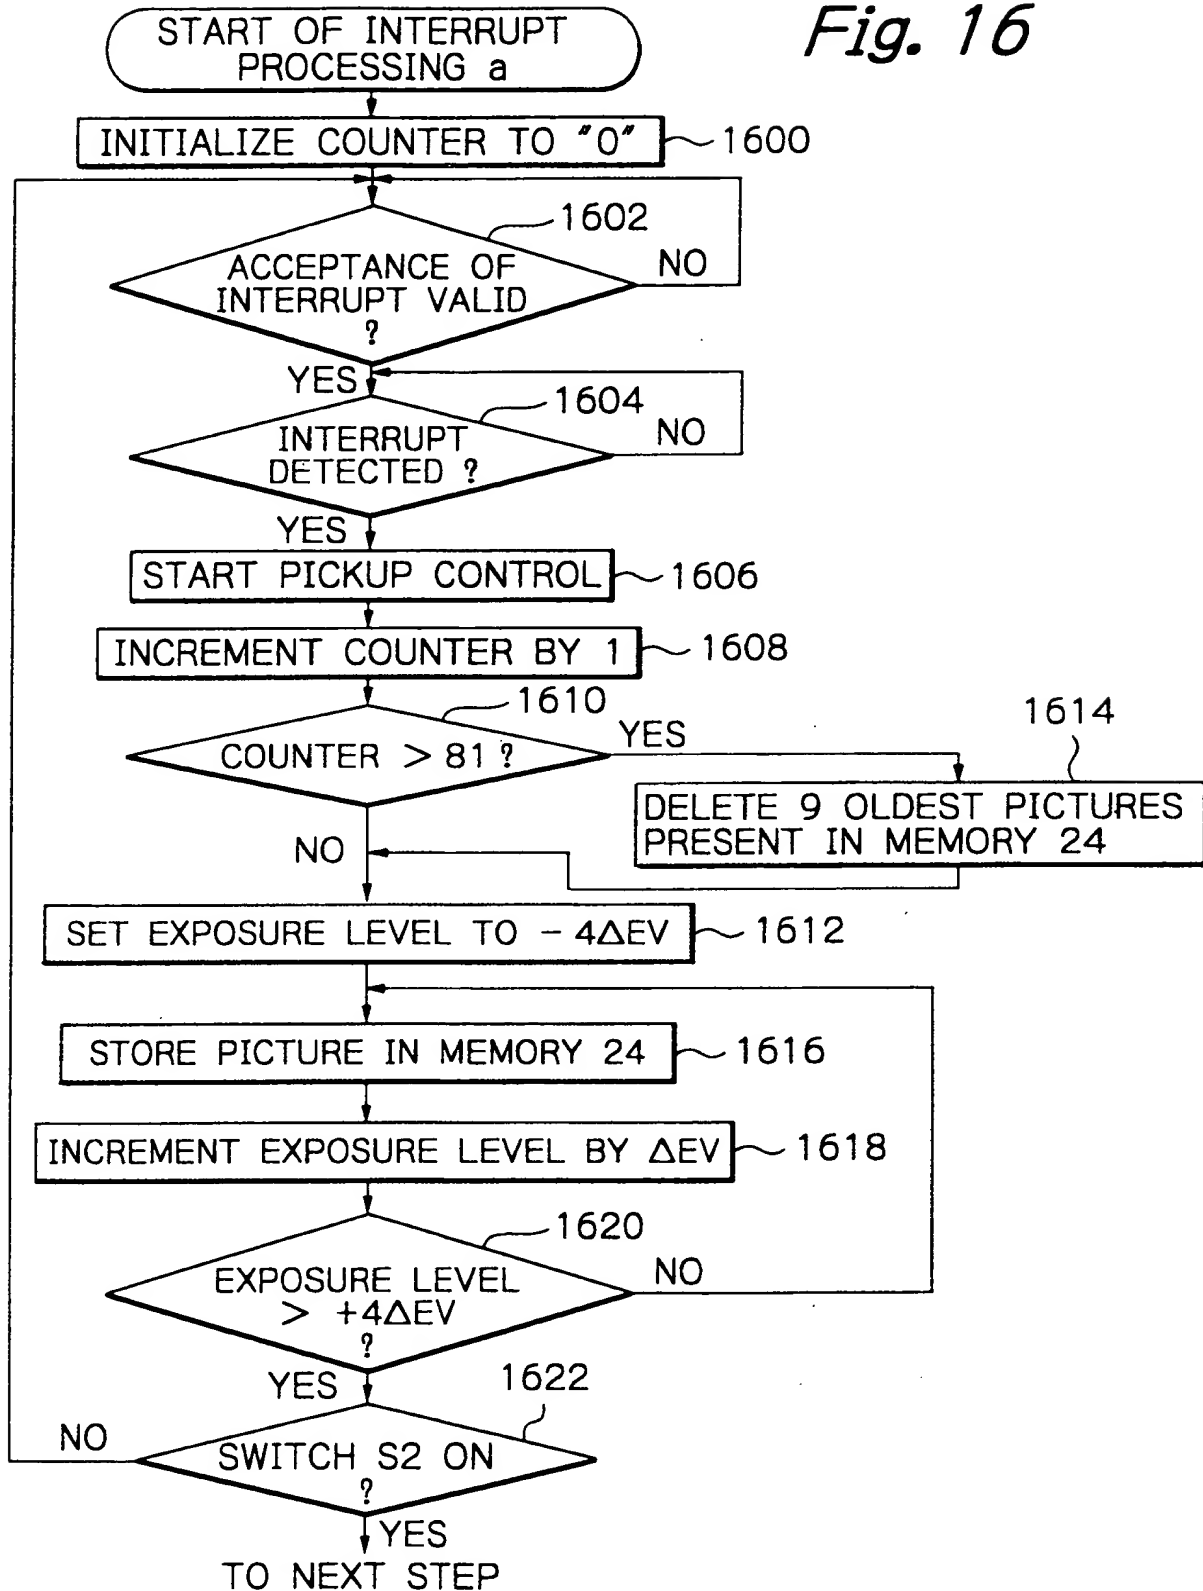 Fig. 16
START OF INTERRUPT
PROCESSING a
INITIALIZE COUNTER TO "0"
1600
1602
ACCEPTANCE OF
INTERRUPT VALID
?
NO
YES
1604
INTERRUPT
DETECTED ?
NO
YES
START PICKUP CONTROL
1606
INCREMENT COUNTER BY 1
1608
1610
COUNTER > 81 ?
YES
1614
DELETE 9 OLDEST PICTURES
PRESENT IN MEMORY 24
NO
SET EXPOSURE LEVEL TO - 4ΔEV
1612
STORE PICTURE IN MEMORY 24
1616
INCREMENT EXPOSURE LEVEL BY ΔEV
1618
1620
EXPOSURE LEVEL
> +4ΔEV
?
NO
YES
1622
SWITCH S2 ON
?
NO
YES
TO NEXT STEP